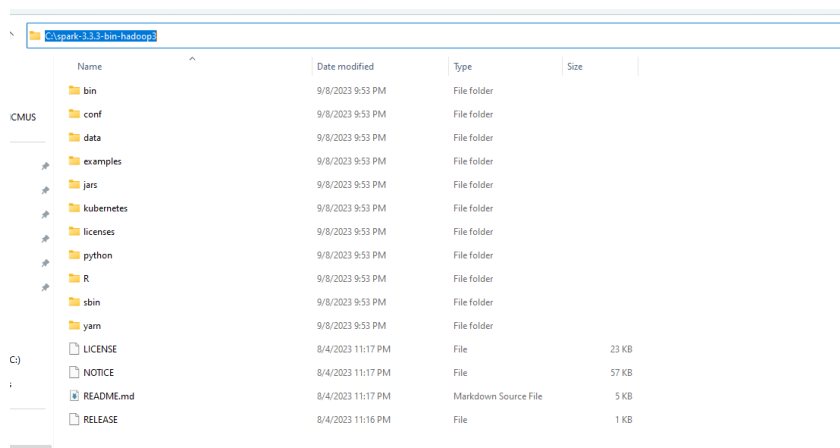 C:\spark-3.3.3-bin-hadoop3
Name Date modified Type Size
bin 9/8/2023 9:53 PM File folder
CMUS
conf 9/8/2023 9:53 PM File folder
data 9/8/2023 9:53 PM File folder
examples 9/8/2023 9:53 PM File folder
jars 9/8/2023 9:53 PM File folder
kubernetes 9/8/2023 9:53 PM File folder
licenses 9/8/2023 9:53 PM File folder
python 9/8/2023 9:53 PM File folder
R 9/8/2023 9:53 PM File folder
sbin 9/8/2023 9:53 PM File folder
yarn 9/8/2023 9:53 PM File folder
LICENSE 8/4/2023 11:17 PM File 23 KB
C:)
NOTICE 8/4/2023 11:17 PM File 57 KB
README.md 8/4/2023 11:17 PM Markdown Source File 5 KB
RELEASE 8/4/2023 11:16 PM File 1 KB